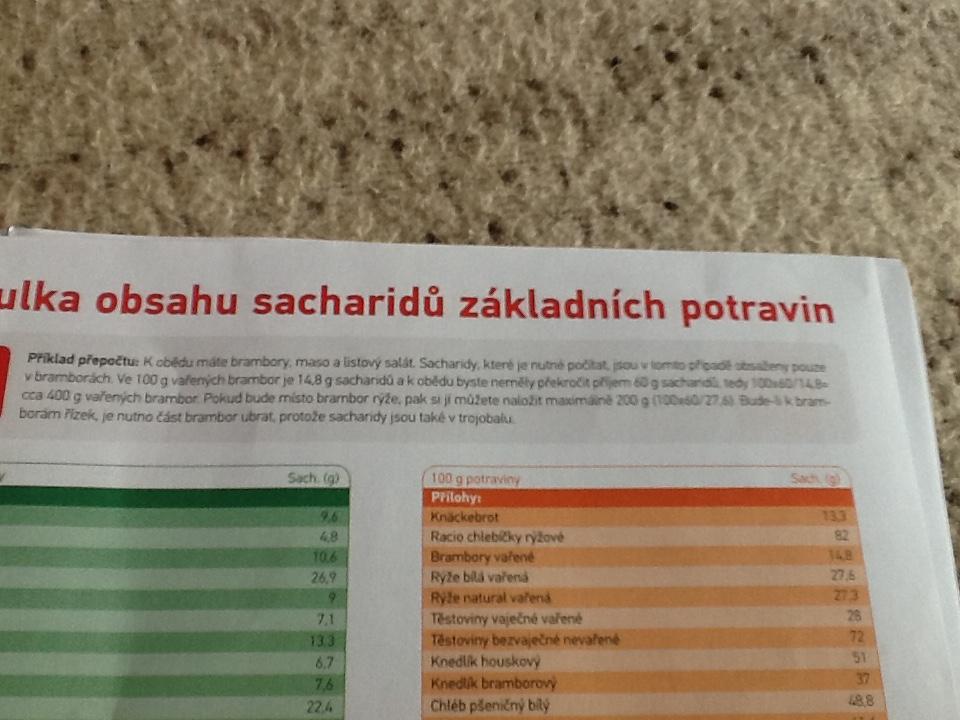 ulka obsahu sacharidů základních potravin
Příklad přepočtu: K obědu máte brambory, maso a listový salát. Sacharidy, které je nutné počítat, jsou v tomto případě obsaženy pouze
v bramborách. Ve 100 g vařených brambor je 14,8 g sacharidů a k obědu byste neměly překročit příjem 60 g sacharidů, tedy 100x60/14,8=
cca 400 g vařených brambor. Pokud bude místo brambor rýže, pak si jí můžete naložit maximálně 200 g (100x60/27,6). Bude-li k bram-
borám řízek, je nutno část brambor ubrat, protože sacharidy jsou také v trojobalu.
Sach. (g)
9,6
4,8
10,6
26,9
9
7,1
13,3
6,7
7,6
22,4
100 g potraviny Sach. (g)
Přílohy:
Knäckebrot 13,3
Racio chlebíčky rýžové 82
Brambory vařené 14,8
Rýže bílá vařená 27,6
Rýže natural vařená 27,3
Těstoviny vaječné vařené 28
Těstoviny bezvaječné nevařené 72
Knedlík houskový 51
Knedlík bramborový 37
Chléb pšeničný bílý 48,8